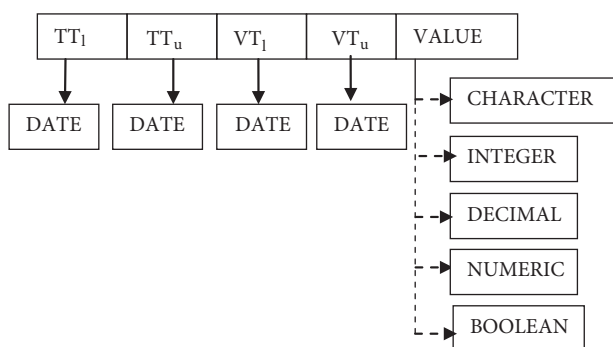 TTl TTu VTl VTu VALUE
DATE DATE DATE DATE
CHARACTER
INTEGER
DECIMAL
NUMERIC
BOOLEAN